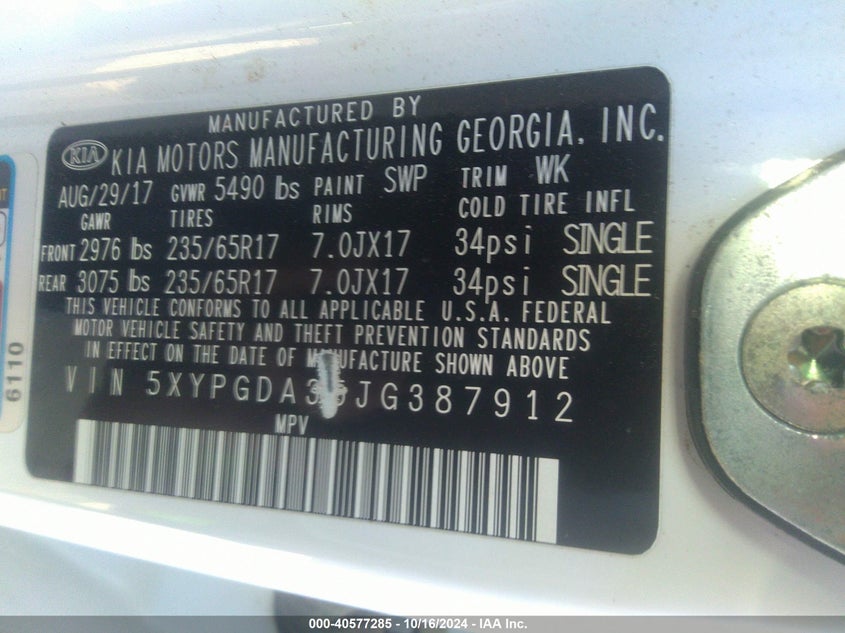 MANUFACTURED BY
KIA KIA MOTORS MANUFACTURING GEORGIA, INC.
AUG/29/17 GVWR 5490 lbs PAINT SWP TRIM WK
GAWR TIRES RIMS COLD TIRE INFL
FRONT 2976 lbs 235/65R17 7.0JX17 34psi SINGLE
REAR 3075 lbs 235/65R17 7.0JX17 34psi SINGLE
THIS VEHICLE CONFORMS TO ALL APPLICABLE U.S.A. FEDERAL
MOTOR VEHICLE SAFETY AND THEFT PREVENTION STANDARDS
IN EFFECT ON THE DATE OF MANUFACTURE SHOWN ABOVE
VIN 5XYPGDA35JG387912
MPV
6110
000-40577285 - 10/16/2024 - IAA Inc.